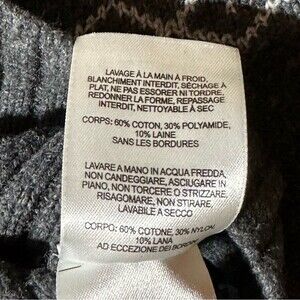 LAVAGE À LA MAIN À FROID,
BLANCHIMENT INTERDIT, SÉCHAGE À
PLAT, NE PAS ESSORER NI TORDRE,
REDONNER LA FORME, REPASSAGE
INTERDIT, NETTOYABLE À SEC
CORPS: 60% COTON, 30% POLYAMIDE,
10% LAINE
SANS LES BORDURES
LAVARE A MANO IN ACQUA FREDDA,
NON CANDEGGIARE, ASCIUGARE IN
PIANO, NON TORCERE O STRIZZARE,
RISAGOMARE, NON STIRARE,
LAVABILE A SECCO
CORPO: 60% COTONE, 30% NYLON,
10% LANA
AD ECCEZIONE DEI BORDI